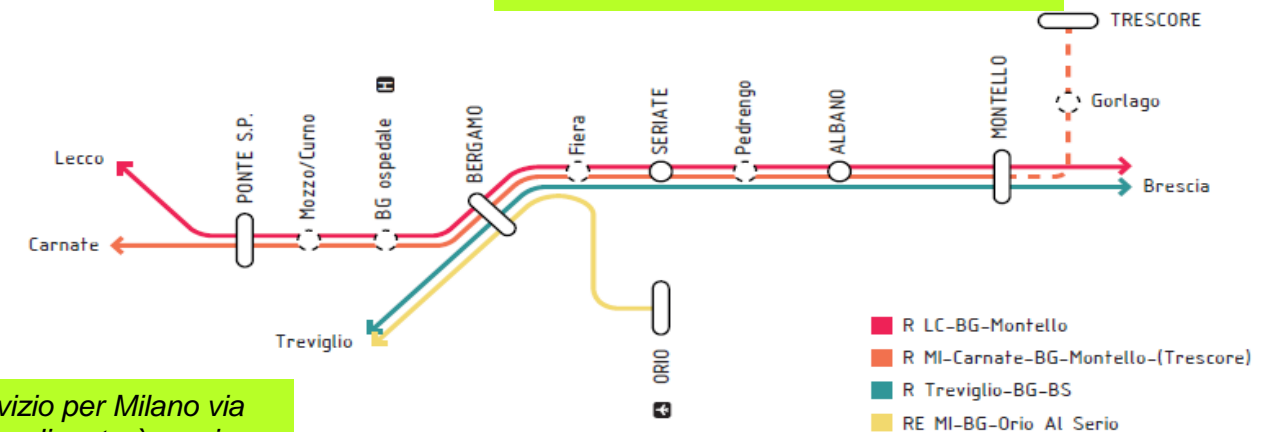 TRESCORE
Gorlago
MONTELLO
ALBANO
Pedrengo
SERIATE
Fiera
BERGAMO
H
BG ospedale
Mozzo/Curno
PONTE S.P.
Lecco
Carnate
Brescia
Treviglio
ORIO
R LC-BG-Montello
R MI-Carnate-BG-Montello-(Trescore)
R Treviglio-BG-BS
RE MI-BG-Orio Al Serio
vizio per Milano via